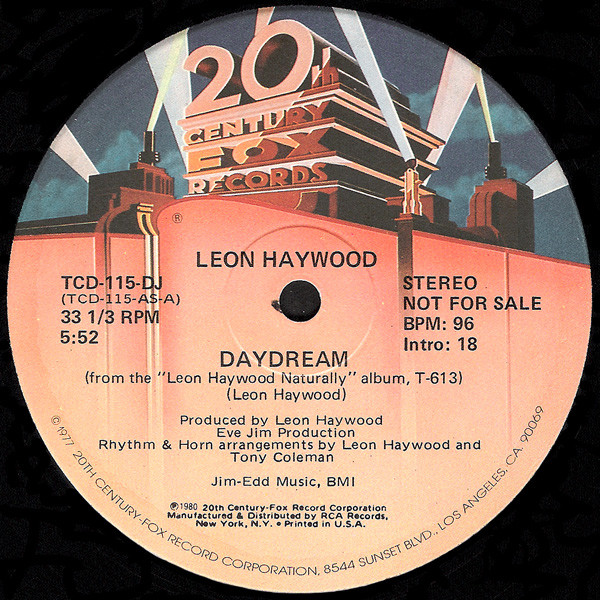 20th
CENTURY
FOX
RECORDS
®
LEON HAYWOOD
TCD-115-DJ
(TCD-115-AS-A)
33 1/3 RPM
5:52
STEREO
NOT FOR SALE
BPM: 96
Intro: 18
DAYDREAM
(from the "Leon Haywood Naturally" album, T-613)
(Leon Haywood)
Produced by Leon Haywood
Eve Jim Production
Rhythm & Horn arrangements by Leon Haywood and
Tony Coleman
Jim-Edd Music, BMI
℗1980 20th Century-Fox Record Corporation
Manufactured & Distributed by RCA Records,
New York, N.Y. • Printed in U.S.A.
© 1977 20TH CENTURY-FOX RECORD CORPORATION, 8544 SUNSET BLVD., LOS ANGELES, CA. 90069